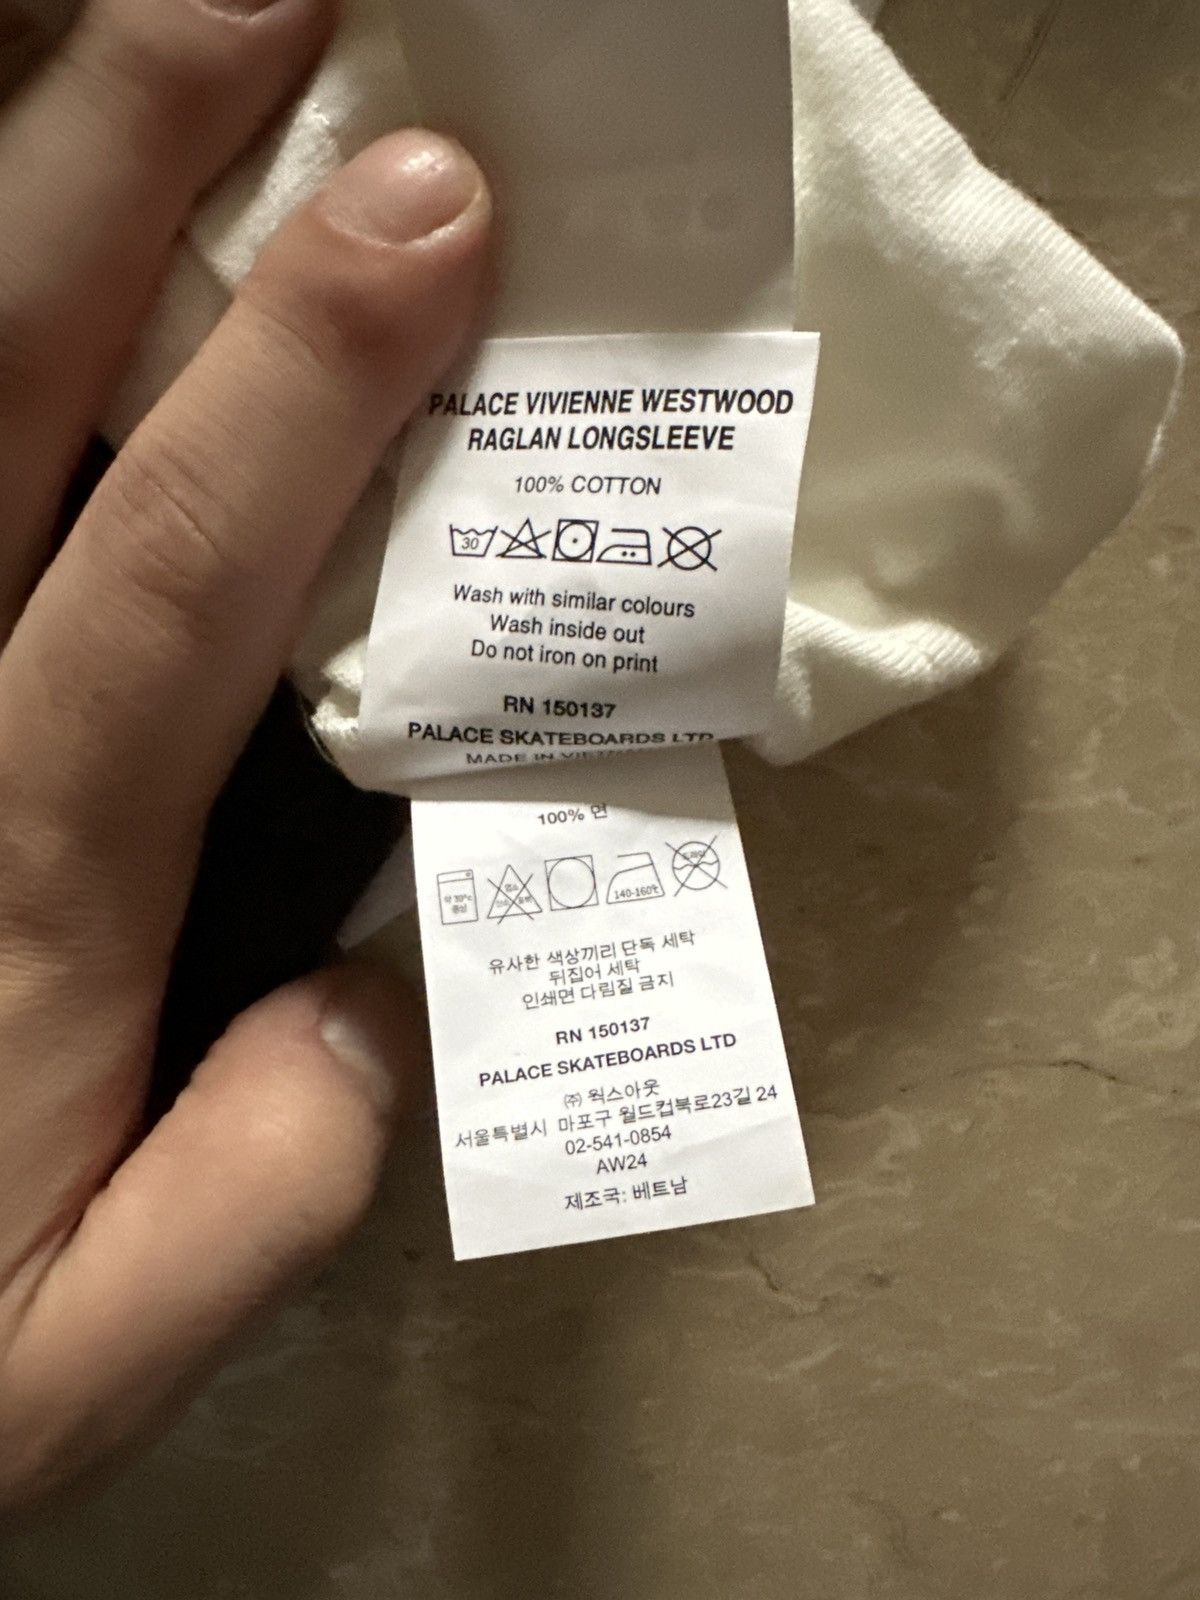 PALACE VIVIENNE WESTWOOD
RAGLAN LONGSLEEVE
100% COTTON
30
Wash with similar colours
Wash inside out
Do not iron on print
RN 150137
PALACE SKATEBOARDS LTD
MADE IN
100% 면
140-160℃
유사한 색상끼리 단독 세탁
뒤집어 세탁
인쇄면 다림질 금지
RN 150137
PALACE SKATEBOARDS LTD
㈜ 웍스아웃
서울특별시 마포구 월드컵북로23길 24
02-541-0854
AW24
제조국: 베트남